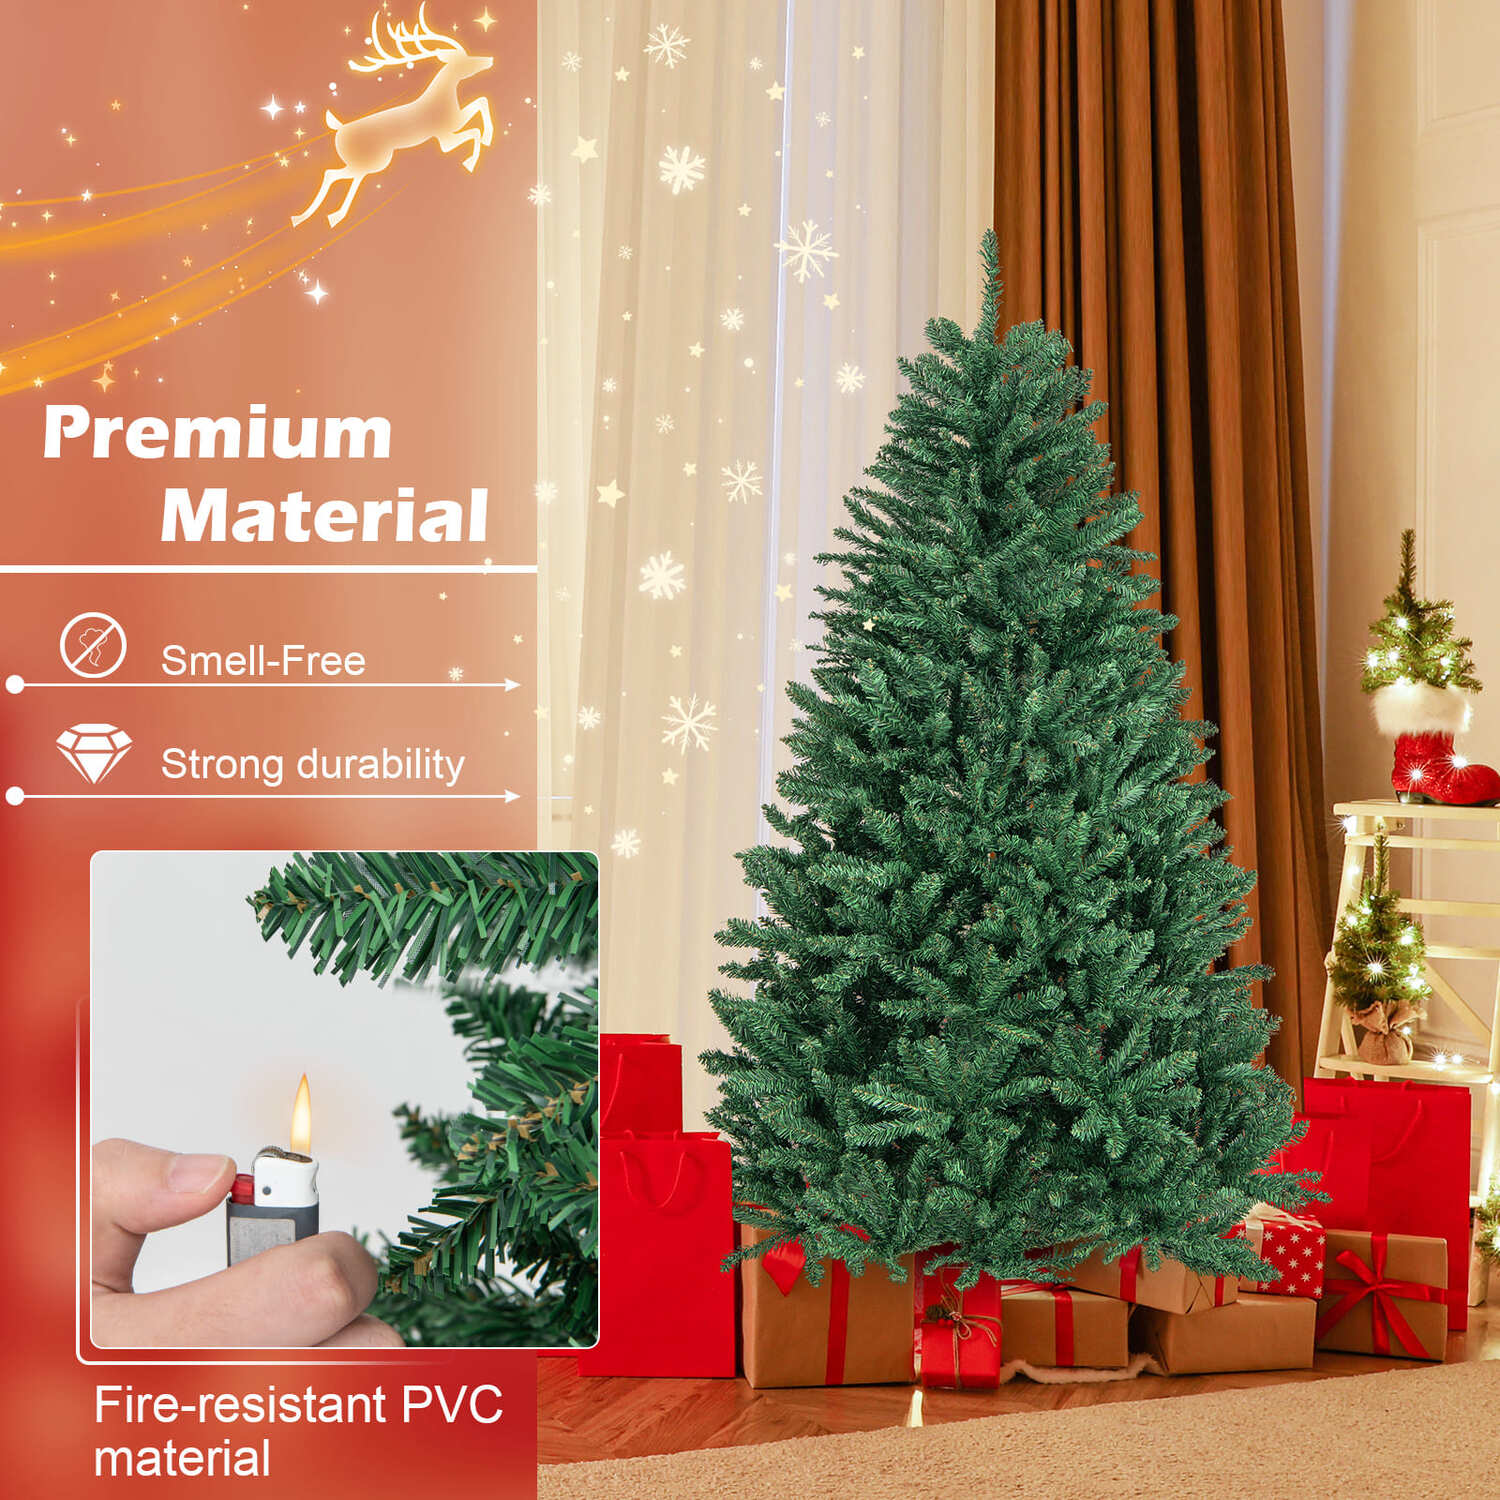 Premium
Material
Smell-Free
Strong durability
Fire-resistant PVC
material